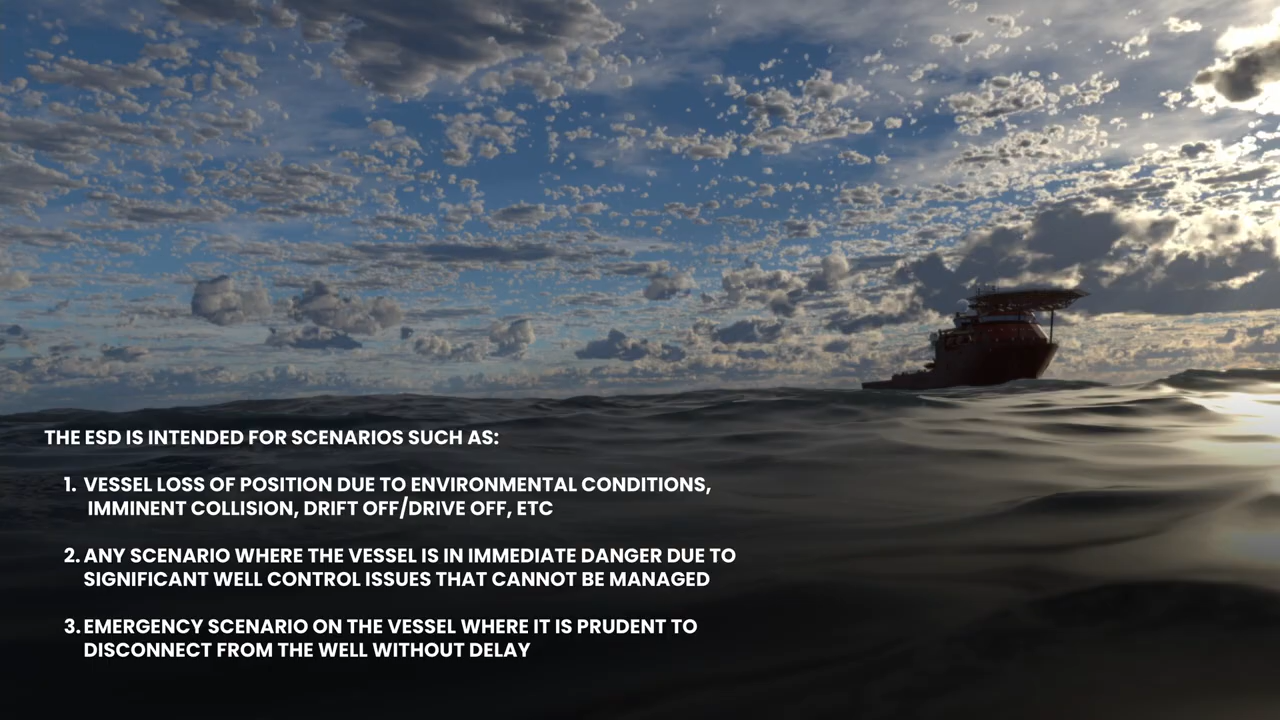 THE ESD IS INTENDED FOR SCENARIOS SUCH AS:
1. VESSEL LOSS OF POSITION DUE TO ENVIRONMENTAL CONDITIONS,
IMMINENT COLLISION, DRIFT OFF/DRIVE OFF, ETC
2. ANY SCENARIO WHERE THE VESSEL IS IN IMMEDIATE DANGER DUE TO
SIGNIFICANT WELL CONTROL ISSUES THAT CANNOT BE MANAGED
3. EMERGENCY SCENARIO ON THE VESSEL WHERE IT IS PRUDENT TO
DISCONNECT FROM THE WELL WITHOUT DELAY